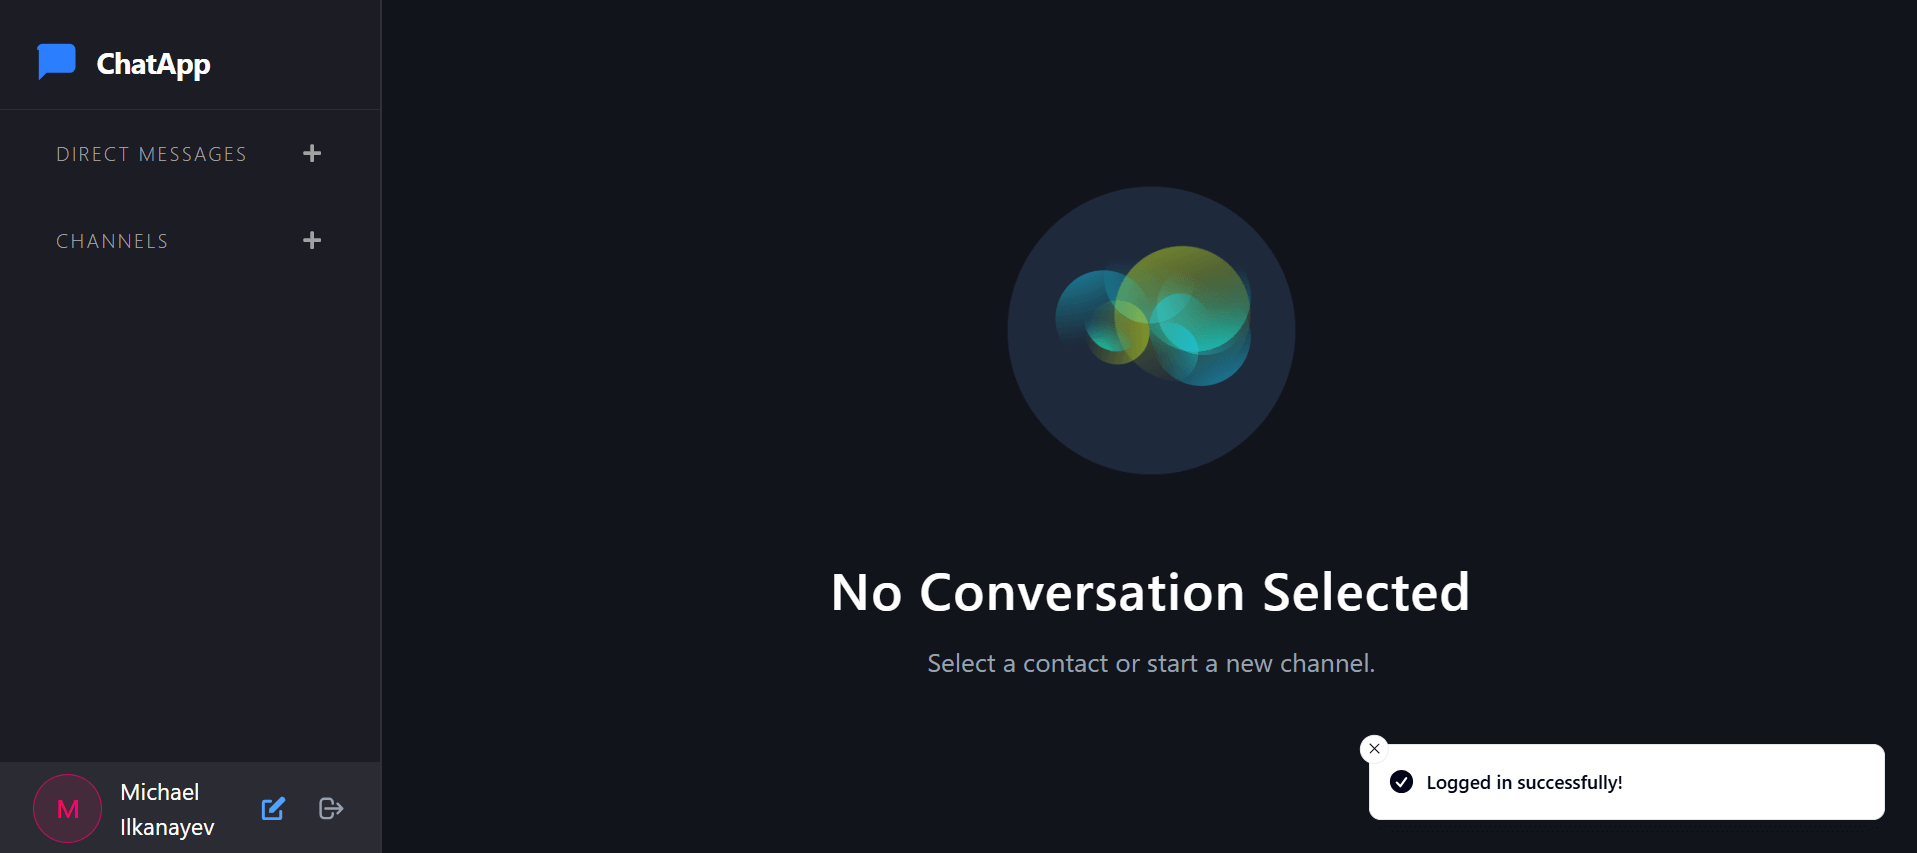 ChatApp
DIRECT MESSAGES
CHANNELS
No Conversation Selected
Select a contact or start a new channel.
Logged in successfully!
M
Michael
Ilkanayev